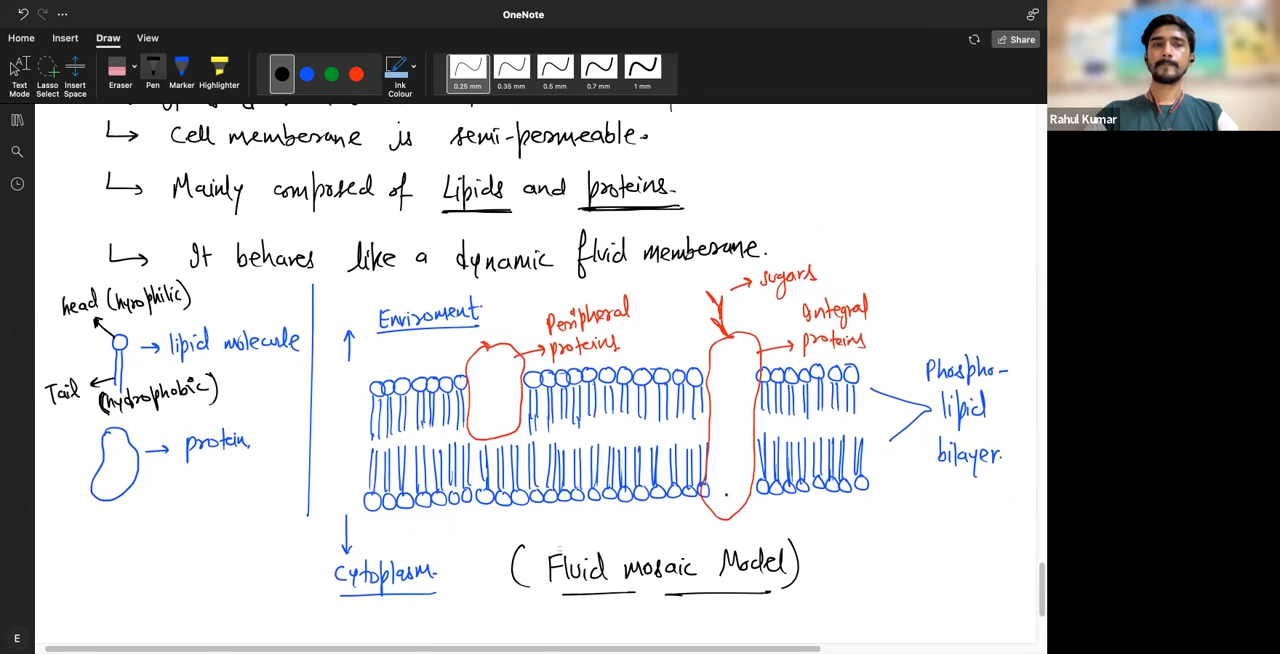 OneNote
Home Insert Draw View
Share
Text Mode
Lasso Select
Insert Space
Eraser
Pen
Marker
Highlighter
Ink Colour
0.25 mm
0.35 mm
0.5 mm
0.7 mm
1 mm
Rahul Kumar
↳ Cell memberane is semi-permeable.
↳ Mainly composed of Lipids and proteins.
↳ It behaves like a dynamic fluid memberane.
head (hyrophilic)
→ lipid molecule
Tail (hydrophobic)
→ protein
Enviroment
Peripheral
→ proteins
→ sugars
Integral
→ proteins
Phospho-
lipid
bilayer.
Cytoplasm.
(Fluid mosaic Model)
E